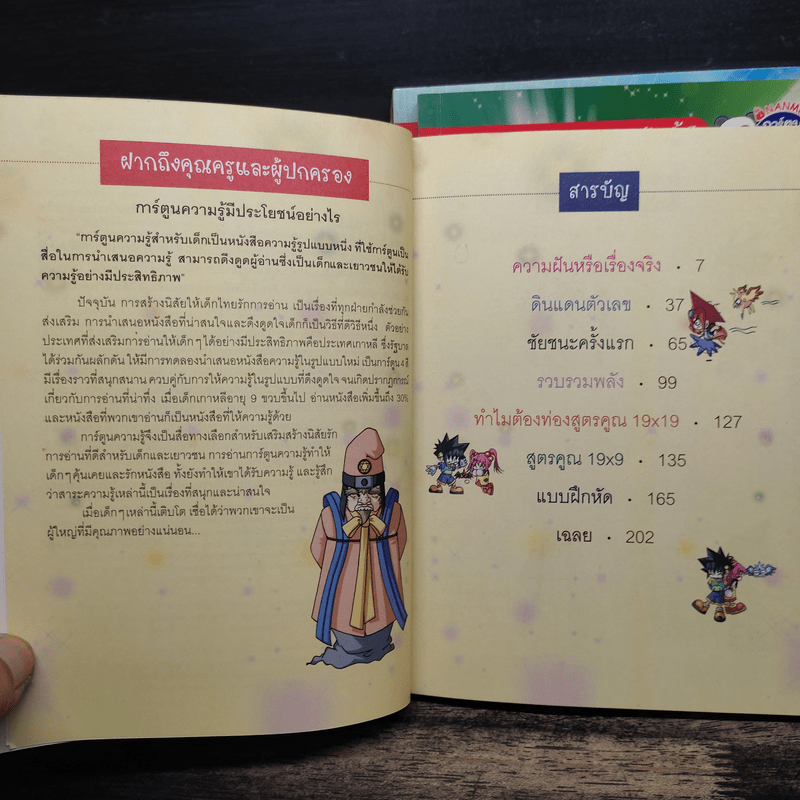 ฝากถึงคุณครูและผู้ปกครอง
การ์ตูนความรู้มีประโยชน์อย่างไร
"การ์ตูนความรู้สำหรับเด็กเป็นหนังสือความรู้รูปแบบหนึ่ง ที่ใช้การ์ตูนเป็น
สื่อในการนำเสนอความรู้ สามารถดึงดูดผู้อ่านซึ่งเป็นเด็กและเยาวชนให้ได้รับ
ความรู้อย่างมีประสิทธิภาพ"
ปัจจุบัน การสร้างนิสัยให้เด็กไทยรักการอ่าน เป็นเรื่องที่ทุกฝ่ายกำลังช่วยกัน
ส่งเสริม การนำเสนอหนังสือที่น่าสนใจและดึงดูดใจเด็กก็เป็นวิธีที่ดีวิธีหนึ่ง ตัวอย่าง
ประเทศที่ส่งเสริมการอ่านให้เด็กๆได้อย่างมีประสิทธิภาพคือประเทศเกาหลี ซึ่งรัฐบาล
ได้ร่วมกันผลักดัน ให้มีการทดลองนำเสนอหนังสือความรู้ในรูปแบบใหม่ เป็นการ์ตูน 4 สี
มีเรื่องราวที่สนุกสนาน ควบคู่กับการให้ความรู้ในรูปแบบที่ดึงดูดใจ จนเกิดปรากฏการณ์
เกี่ยวกับการอ่านที่น่าทึ่ง เมื่อเด็กเกาหลีอายุ 9 ขวบขึ้นไป อ่านหนังสือเพิ่มขึ้นถึง 30%
และหนังสือที่พวกเขาอ่านก็เป็นหนังสือที่ให้ความรู้ด้วย
การ์ตูนความรู้จึงเป็นสื่อทางเลือกสำหรับเสริมสร้างนิสัยรัก
การอ่านที่ดีสำหรับเด็กและเยาวชน การอ่านการ์ตูนความรู้ทำให้
เด็กๆคุ้นเคยและรักหนังสือ ทั้งยังทำให้เขาได้รับความรู้ และรู้สึก
ว่าสาระความรู้เหล่านี้เป็นเรื่องที่สนุกและน่าสนใจ
เมื่อเด็กๆเหล่านี้เติบโต เชื่อได้ว่าพวกเขาจะเป็น
ผู้ใหญ่ที่มีคุณภาพอย่างแน่นอน...
สารบัญ
ความฝันหรือเรื่องจริง • 7
ดินแดนตัวเลข • 37
ชัยชนะครั้งแรก • 65
รวบรวมพลัง • 99
ทำไมต้องท่องสูตรคูณ 19x19 • 127
สูตรคูณ 19x9 • 135
แบบฝึกหัด • 165
เฉลย • 202